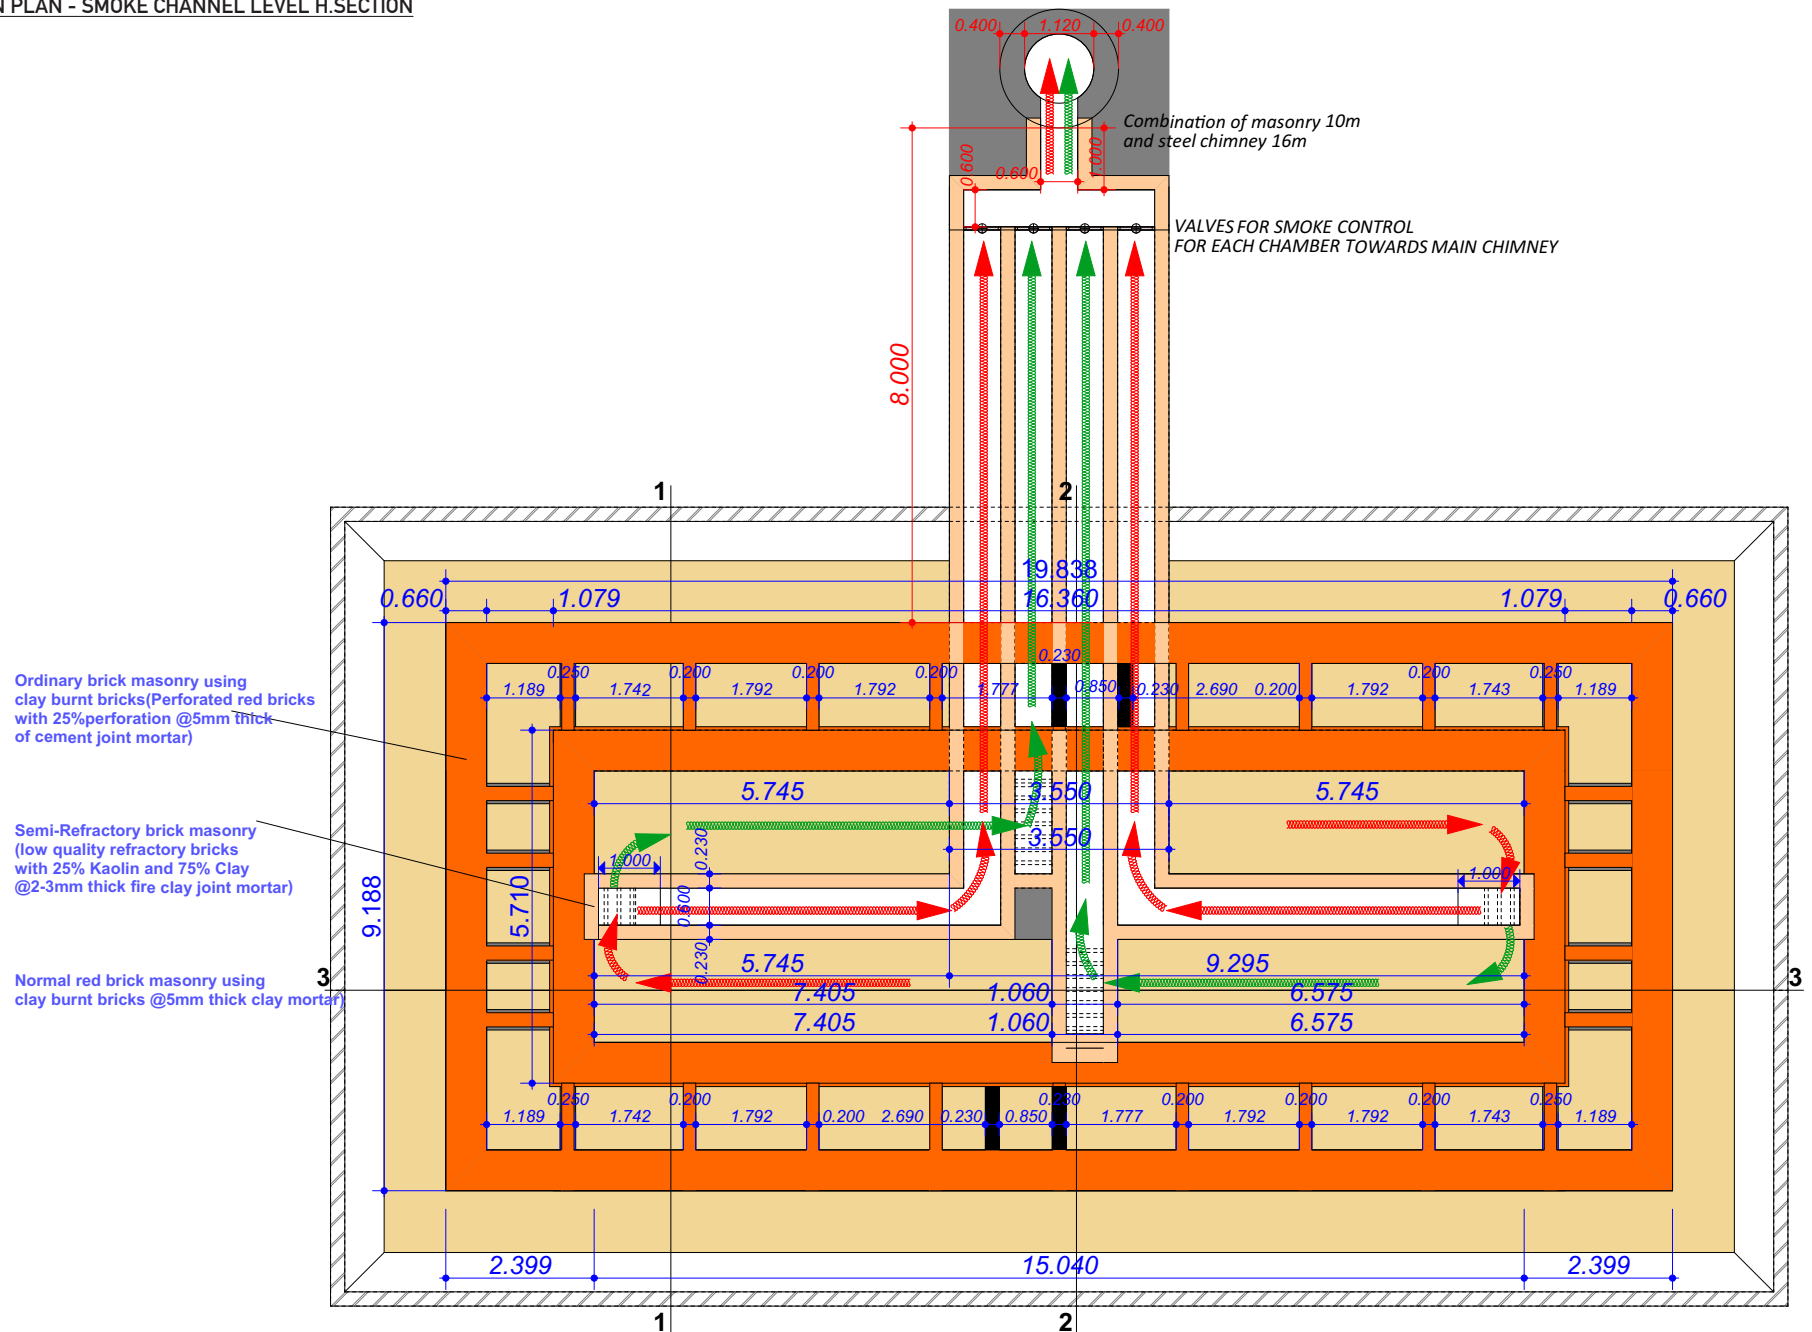 PLAN - SMOKE CHANNEL LEVEL H.SECTION
0.400 1.120 0.400
Combination of masonry 10m
and steel chimney 16m
0.600
0.600
1.000
VALVES FOR SMOKE CONTROL
FOR EACH CHAMBER TOWARDS MAIN CHIMNEY
8.000
1
2
19.838
0.660 1.079 16.360 1.079 0.660
0.230
0.250 0.200 0.200 0.200 0.200 0.250
1.189 1.742 1.792 1.792 1.777 0.850 0.230 2.690 0.200 1.792 1.743 1.189
Ordinary brick masonry using
clay burnt bricks(Perforated red bricks
with 25%perforation @5mm thick
of cement joint mortar)
5.745 3.550 5.745
3.550
Semi-Refractory brick masonry
(low quality refractory bricks
with 25% Kaolin and 75% Clay
@2-3mm thick fire clay joint mortar)
0.230
1.000 1.000
0.600
9.188
5.710
0.230
5.745 9.295
Normal red brick masonry using
clay burnt bricks @5mm thick clay mortar)
3 3
7.405 1.060 6.575
7.405 1.060 6.575
0.250 0.200 0.230 0.200 0.200 0.200 0.250
1.189 1.742 1.792 0.200 2.690 0.230 0.850 1.777 1.792 1.792 1.743 1.189
2.399 15.040 2.399
1
2